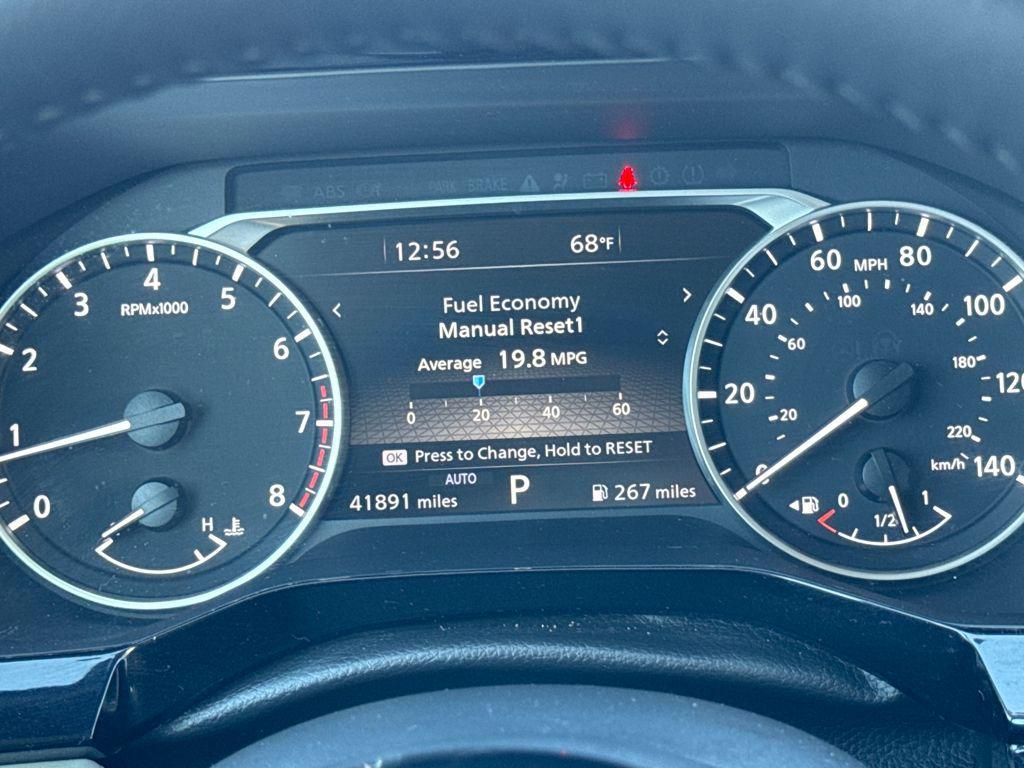 ABS
PARK BRAKE
12:56 68°F
Fuel Economy
Manual Reset1
Average 19.8 MPG
0 20 40 60
OK Press to Change, Hold to RESET
AUTO
41891 miles P 267 miles
RPMx1000
0 1 2 3 4 5 6 7 8
H
MPH
0 20 40 60 80 100 120 140
20 60 100 140 180 220
km/h
0 1/2 1